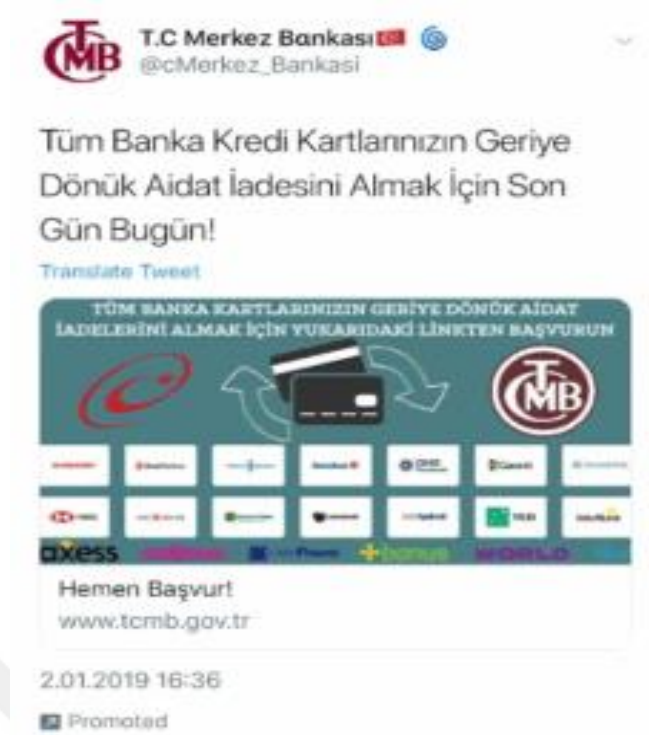 T.C Merkez Bankası
@cMerkez_Bankasi
Tüm Banka Kredi Kartlarınızın Geriye
Dönük Aidat İadesini Almak İçin Son
Gün Bugün!
Translate Tweet
TÜM BANKA KARTLARINIZIN GERİYE DÖNÜK AİDAT
İADELERİNİ ALMAK İÇİN YUKARIDAKİ LİNKTEN BAŞVURUN
TCMB
axess
bonus
WORLD
Hemen Başvur!
www.tcmb.gov.tr
2.01.2019 16:36
Promoted